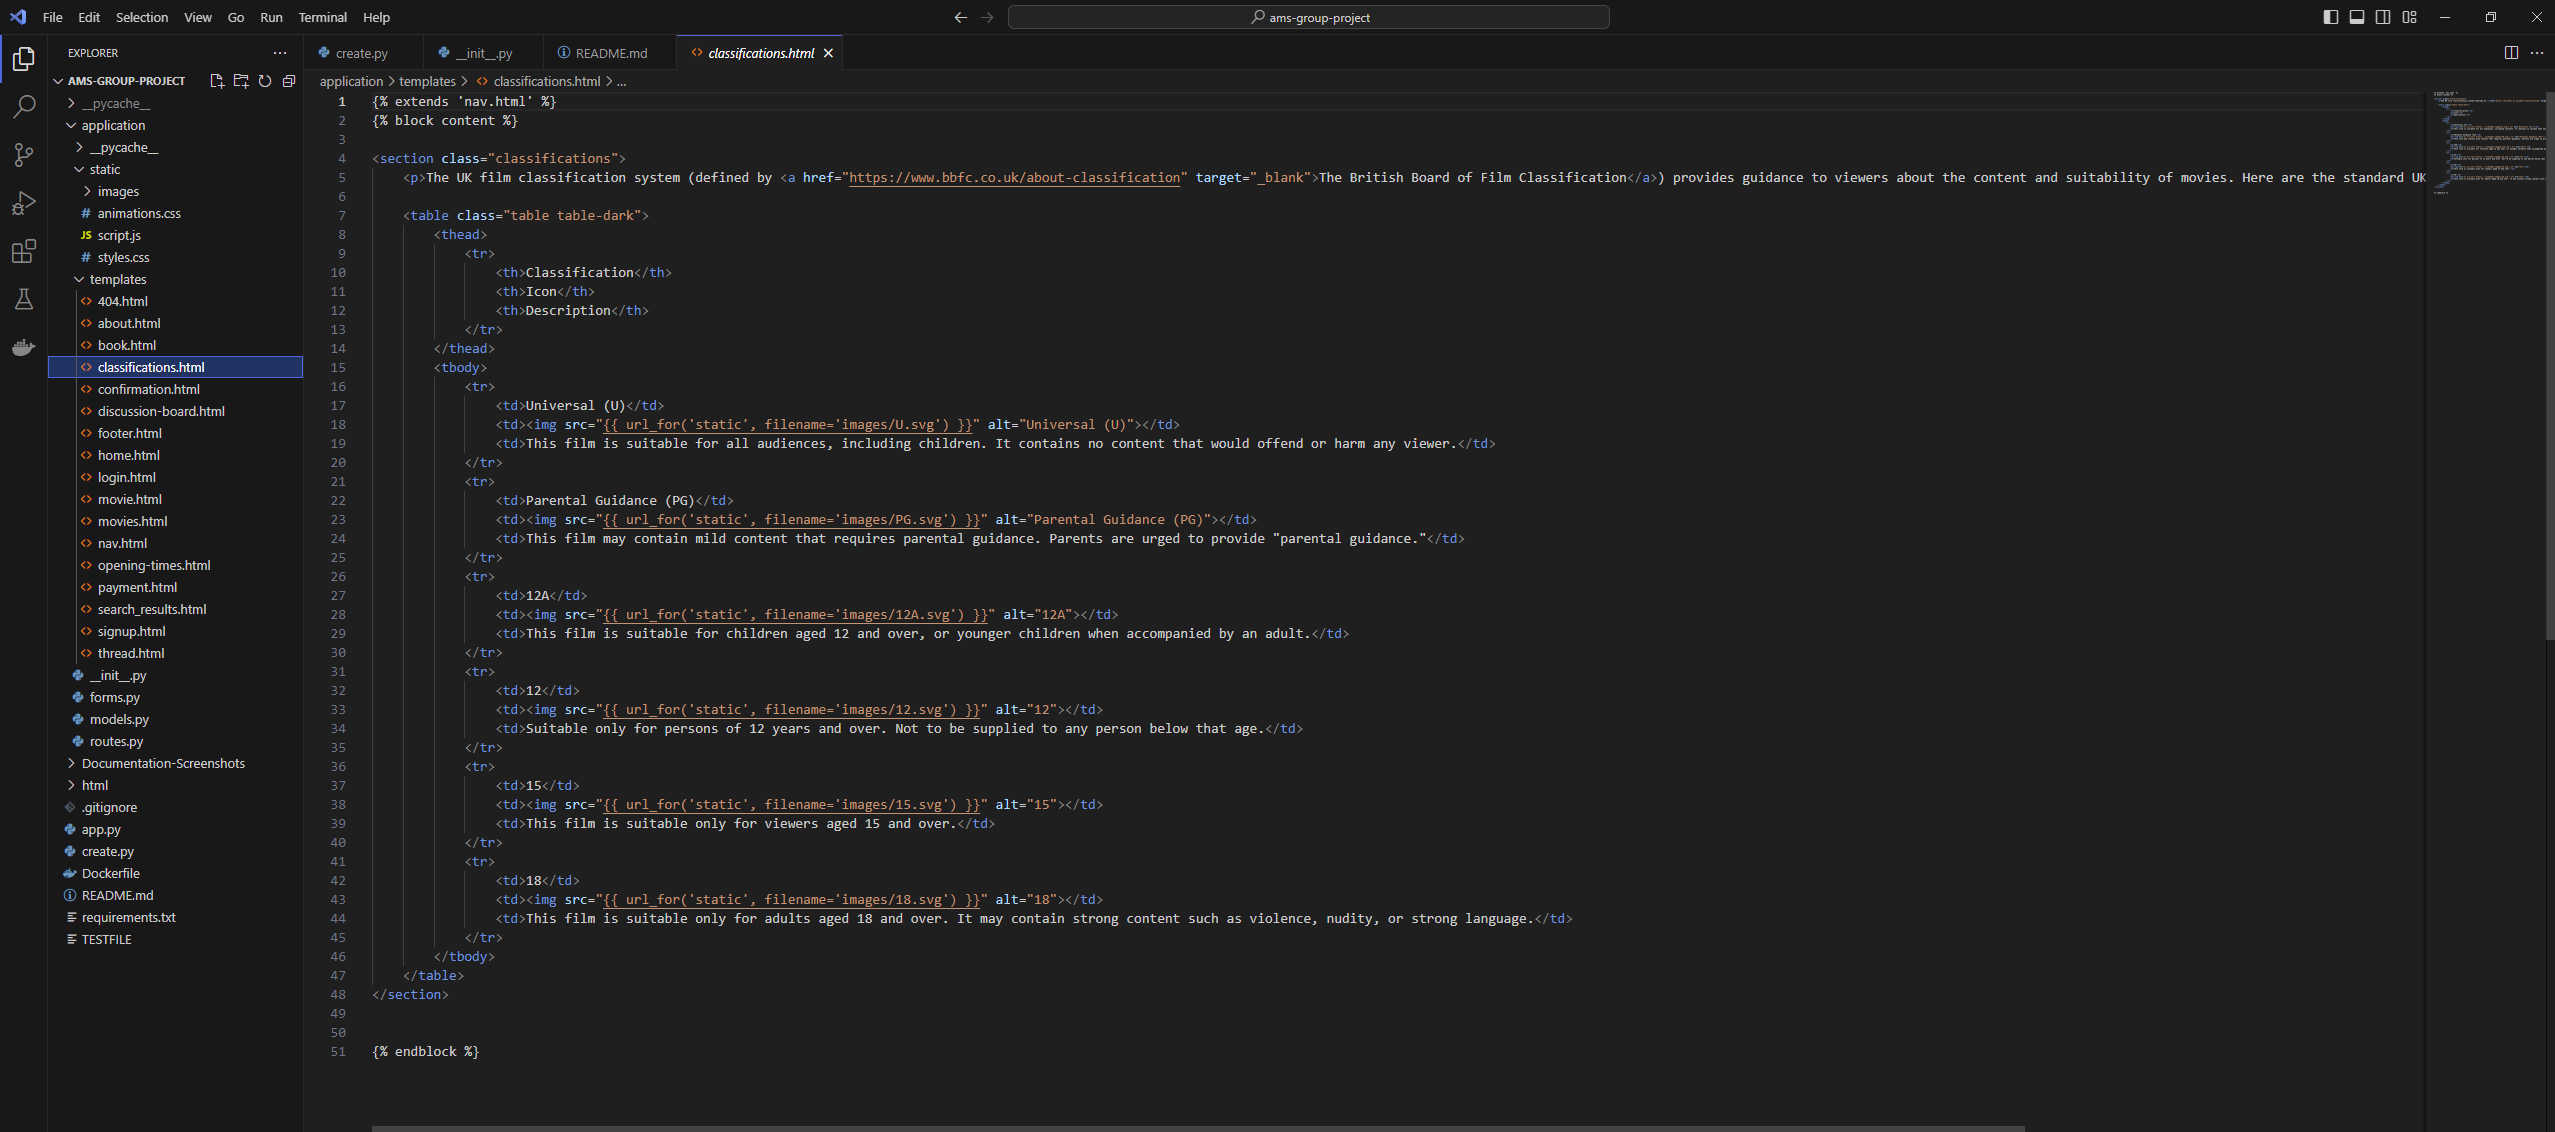 File Edit Selection View Go Run Terminal Help
ams-group-project
EXPLORER
AMS-GROUP-PROJECT
__pycache__
application
__pycache__
static
images
# animations.css
JS script.js
# styles.css
templates
<> 404.html
<> about.html
<> book.html
<> classifications.html
<> confirmation.html
<> discussion-board.html
<> footer.html
<> home.html
<> login.html
<> movie.html
<> movies.html
<> nav.html
<> opening-times.html
<> payment.html
<> search_results.html
<> signup.html
<> thread.html
__init__.py
forms.py
models.py
routes.py
Documentation-Screenshots
html
.gitignore
app.py
create.py
Dockerfile
README.md
requirements.txt
TESTFILE
create.py __init__.py README.md <> classifications.html
application > templates > <> classifications.html > ...
1 {% extends 'nav.html' %}
2 {% block content %}
3
4 <section class="classifications">
5 <p>The UK film classification system (defined by <a href="https://www.bbfc.co.uk/about-classification" target="_blank">The British Board of Film Classification</a>) provides guidance to viewers about the content and suitability of movies. Here are the standard UK
6
7 <table class="table table-dark">
8 <thead>
9 <tr>
10 <th>Classification</th>
11 <th>Icon</th>
12 <th>Description</th>
13 </tr>
14 </thead>
15 <tbody>
16 <tr>
17 <td>Universal (U)</td>
18 <td><img src="{{ url_for('static', filename='images/U.svg') }}" alt="Universal (U)"></td>
19 <td>This film is suitable for all audiences, including children. It contains no content that would offend or harm any viewer.</td>
20 </tr>
21 <tr>
22 <td>Parental Guidance (PG)</td>
23 <td><img src="{{ url_for('static', filename='images/PG.svg') }}" alt="Parental Guidance (PG)"></td>
24 <td>This film may contain mild content that requires parental guidance. Parents are urged to provide "parental guidance."</td>
25 </tr>
26 <tr>
27 <td>12A</td>
28 <td><img src="{{ url_for('static', filename='images/12A.svg') }}" alt="12A"></td>
29 <td>This film is suitable for children aged 12 and over, or younger children when accompanied by an adult.</td>
30 </tr>
31 <tr>
32 <td>12</td>
33 <td><img src="{{ url_for('static', filename='images/12.svg') }}" alt="12"></td>
34 <td>Suitable only for persons of 12 years and over. Not to be supplied to any person below that age.</td>
35 </tr>
36 <tr>
37 <td>15</td>
38 <td><img src="{{ url_for('static', filename='images/15.svg') }}" alt="15"></td>
39 <td>This film is suitable only for viewers aged 15 and over.</td>
40 </tr>
41 <tr>
42 <td>18</td>
43 <td><img src="{{ url_for('static', filename='images/18.svg') }}" alt="18"></td>
44 <td>This film is suitable only for adults aged 18 and over. It may contain strong content such as violence, nudity, or strong language.</td>
45 </tr>
46 </tbody>
47 </table>
48 </section>
49
50
51 {% endblock %}